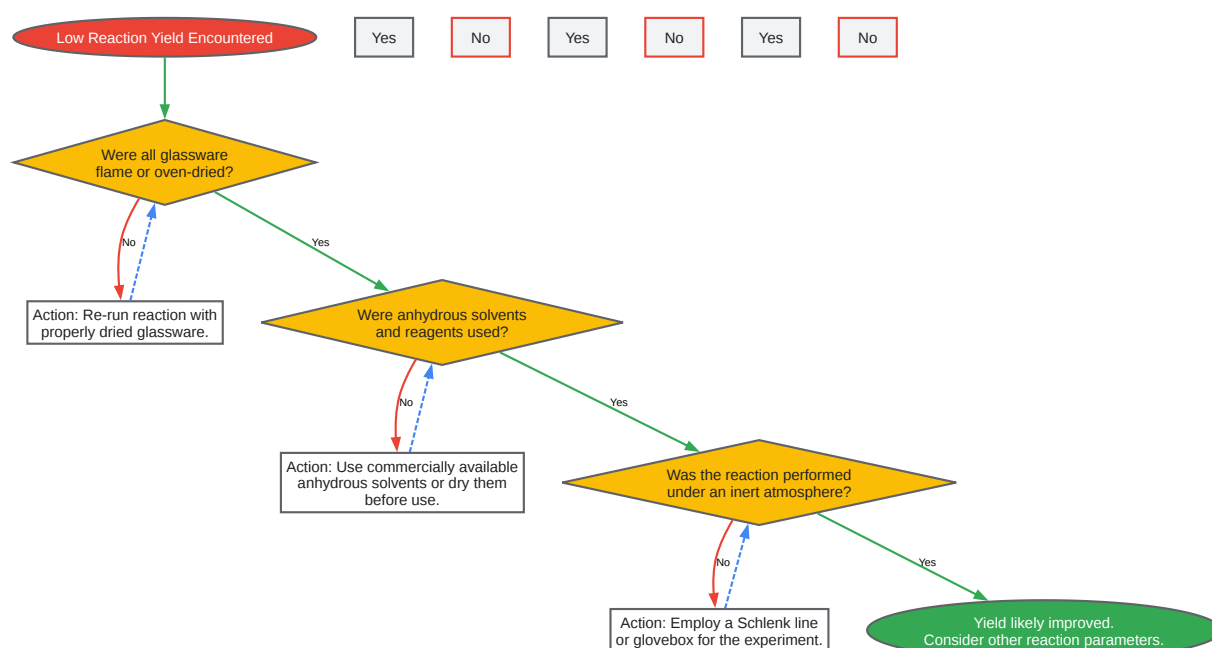 Low Reaction Yield Encountered
Yes
No
Yes
No
Yes
No
Were all glassware
flame or oven-dried?
No
Yes
Action: Re-run reaction with
properly dried glassware.
Were anhydrous solvents
and reagents used?
No
Yes
Action: Use commercially available
anhydrous solvents or dry them
before use.
Was the reaction performed
under an inert atmosphere?
No
Yes
Action: Employ a Schlenk line
or glovebox for the experiment.
Yield likely improved.
Consider other reaction parameters.